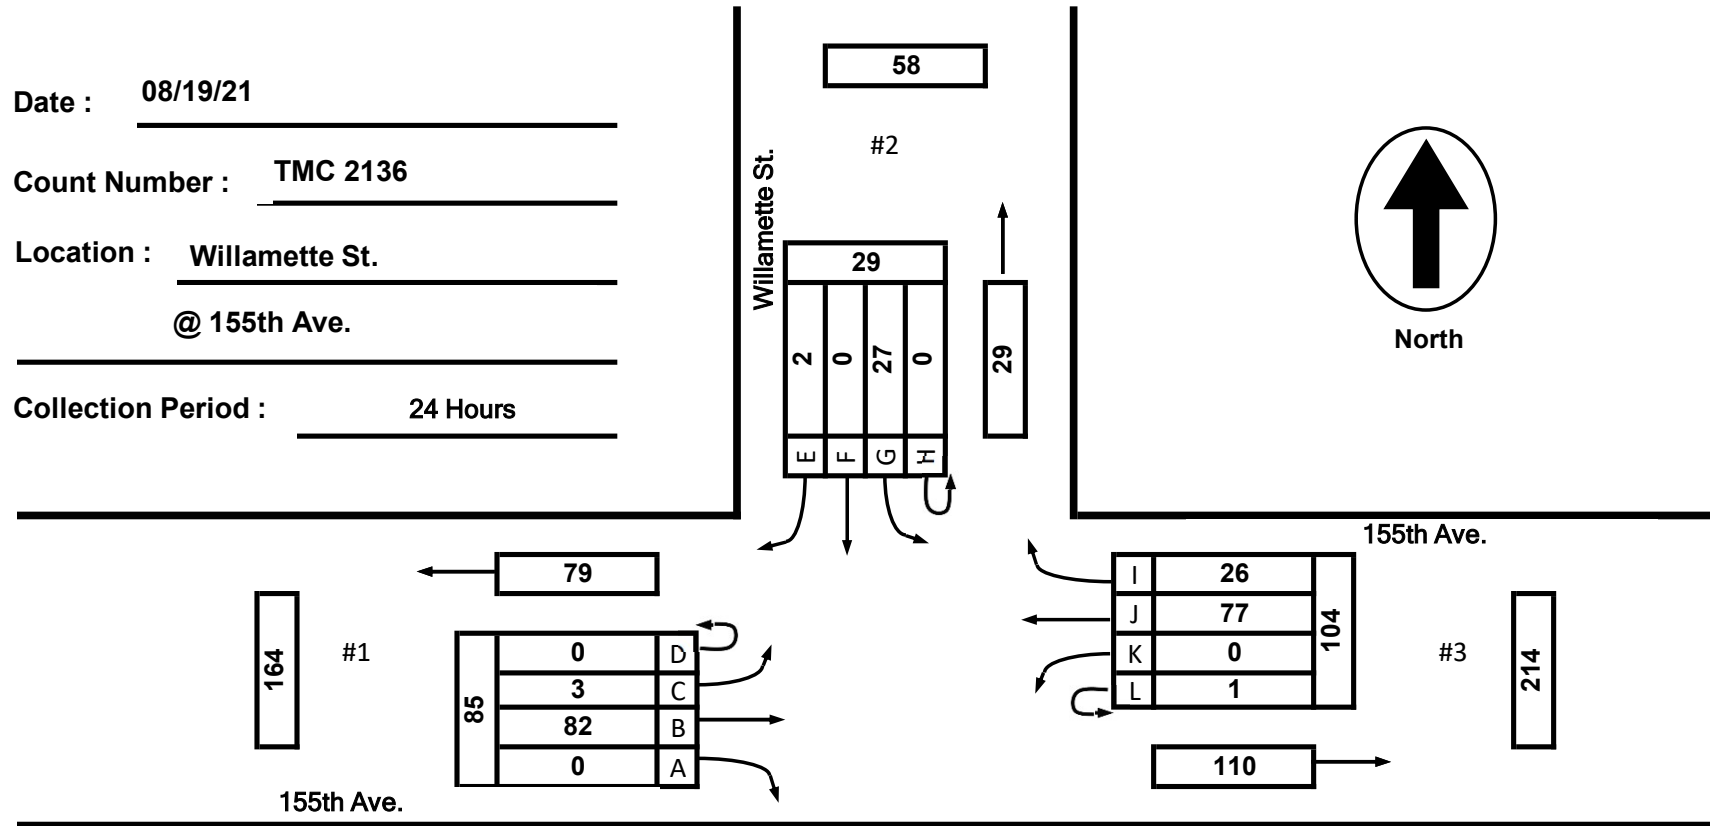 Date : 08/19/21
Count Number : TMC 2136
Location : Willamette St.
@ 155th Ave.
Collection Period : 24 Hours
58
#2
Willamette St.
29
2 0 27 0
E F G H
29
North
155th Ave.
79
164
#1
85
0 D
3 C
82 B
0 A
155th Ave.
I 26
J 77
K 0
L 1
104
#3
214
110